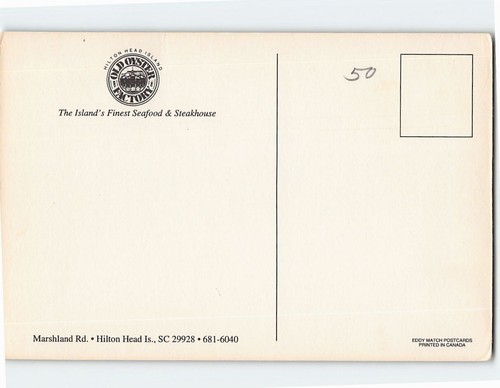 HILTON HEAD ISLAND
OLD OYSTER
FACTORY
The Island's Finest Seafood & Steakhouse
50
Marshland Rd. • Hilton Head Is., SC 29928 • 681-6040
EDDY MATCH POSTCARDS
PRINTED IN CANADA